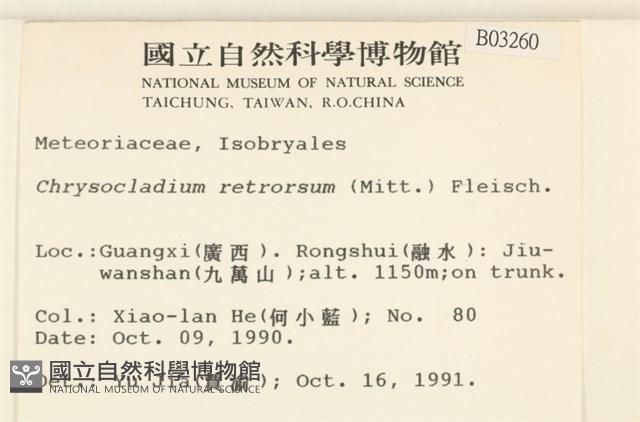 國立自然科學博物館
B03260
NATIONAL MUSEUM OF NATURAL SCIENCE
TAICHUNG, TAIWAN, R.O.CHINA
Meteoriaceae, Isobryales
Chrysocladium retrorsum (Mitt.) Fleisch.
Loc.:Guangxi(廣西). Rongshui(融水): Jiu-
wanshan(九萬山);alt. 1150m;on trunk.
Col.: Xiao-lan He(何小藍); No. 80
Date: Oct. 09, 1990.
國立自然科學博物館
NATIONAL MUSEUM OF NATURAL SCIENCE
Det.: Yu Jia(); Oct. 16, 1991.